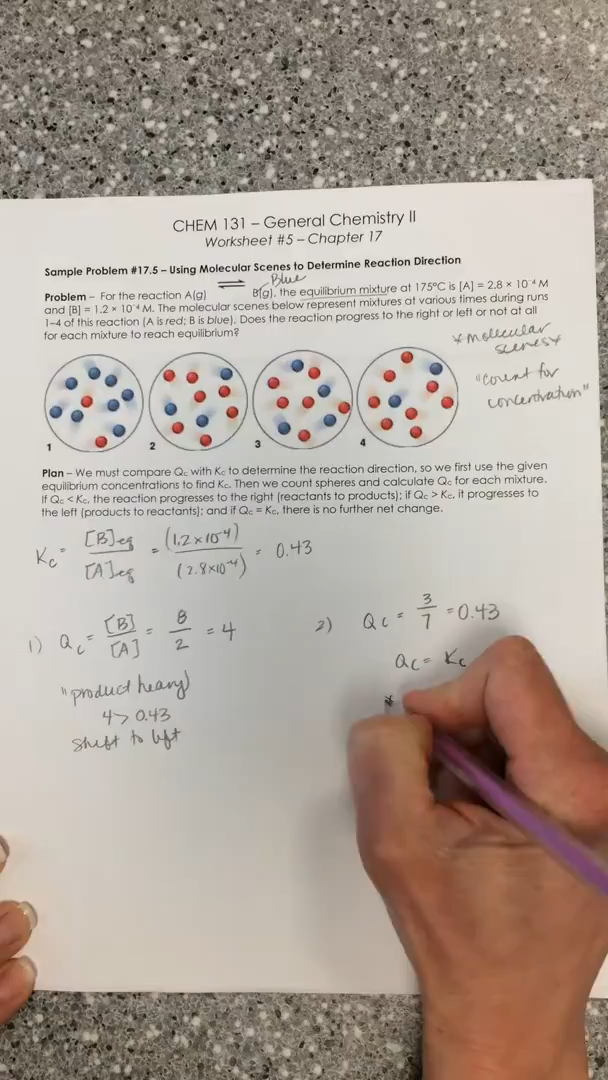 CHEM 131 – General Chemistry II
Worksheet #5 – Chapter 17
Sample Problem #17.5 – Using Molecular Scenes to Determine Reaction Direction
Blue
Problem – For the reaction A(g) ⇌ B(g), the equilibrium mixture at 175°C is [A] = 2.8 × 10⁻⁴ M
and [B] = 1.2 × 10⁻⁴ M. The molecular scenes below represent mixtures at various times during runs
1–4 of this reaction (A is red; B is blue). Does the reaction progress to the right or left or not at all
for each mixture to reach equilibrium?
*molecular
scenes*
"count for
concentration"
1 2 3 4
Plan – We must compare Qc with Kc to determine the reaction direction, so we first use the given
equilibrium concentrations to find Kc. Then we count spheres and calculate Qc for each mixture.
If Qc < Kc, the reaction progresses to the right (reactants to products); if Qc > Kc, it progresses to
the left (products to reactants); and if Qc = Kc, there is no further net change.
Kc = [B]eq / [A]eq = (1.2×10⁻⁴) / (2.8×10⁻⁴) = 0.43
1) Qc = [B] / [A] = 8 / 2 = 4
"product heavy)
4 > 0.43
shift to left
2) Qc = 3 / 7 = 0.43
Qc = Kc
*